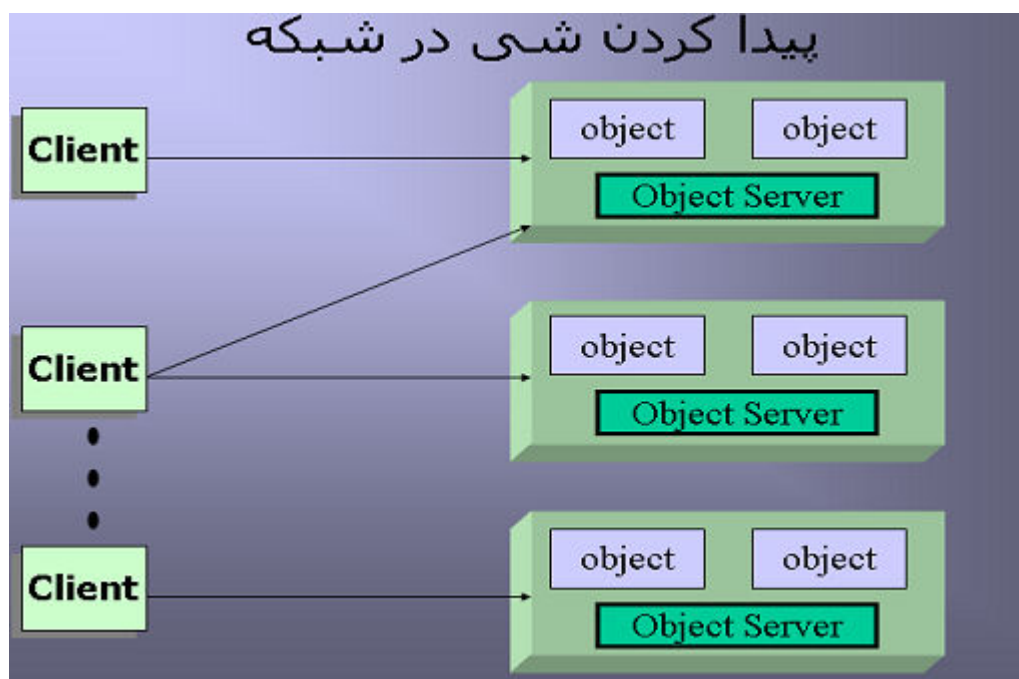 پیدا کردن شی در شبکه
Client
object object
Object Server
Client
object object
Object Server
Client
object object
Object Server